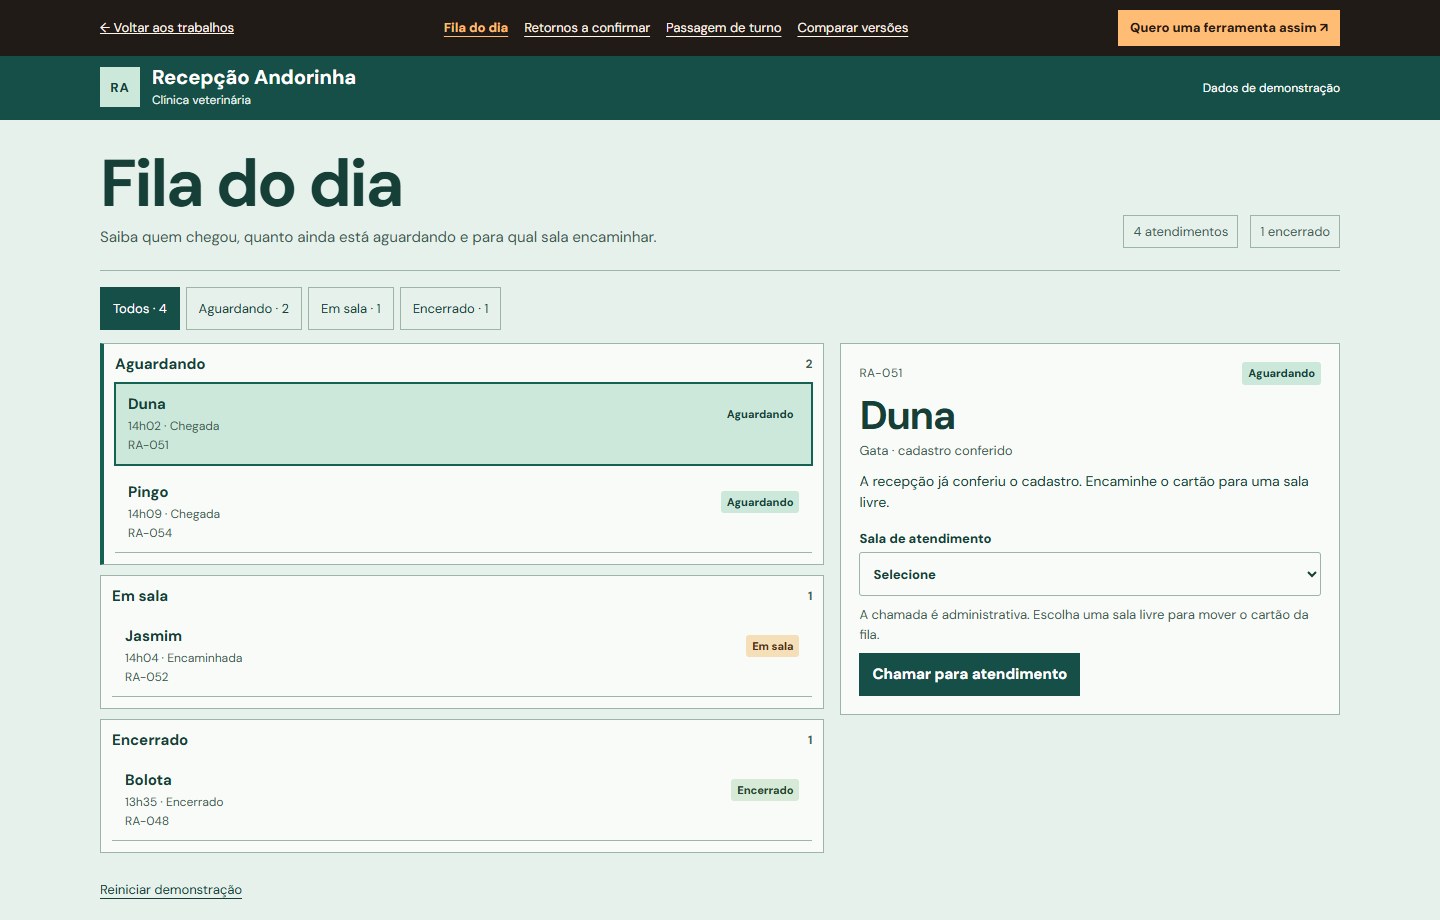 ← Voltar aos trabalhos
Fila do dia
Retornos a confirmar
Passagem de turno
Comparar versões
Quero uma ferramenta assim ↗
RA
Recepção Andorinha
Clínica veterinária
Dados de demonstração
Fila do dia
Saiba quem chegou, quanto ainda está aguardando e para qual sala encaminhar.
4 atendimentos
1 encerrado
Todos · 4
Aguardando · 2
Em sala · 1
Encerrado · 1
Aguardando
2
Duna
14h02 · Chegada
RA-051
Aguardando
Pingo
14h09 · Chegada
RA-054
Aguardando
Em sala
1
Jasmim
14h04 · Encaminhada
RA-052
Em sala
Encerrado
1
Bolota
13h35 · Encerrado
RA-048
Encerrado
Reiniciar demonstração
RA-051
Aguardando
Duna
Gata · cadastro conferido
A recepção já conferiu o cadastro. Encaminhe o cartão para uma sala
livre.
Sala de atendimento
Selecione
A chamada é administrativa. Escolha uma sala livre para mover o cartão da
fila.
Chamar para atendimento